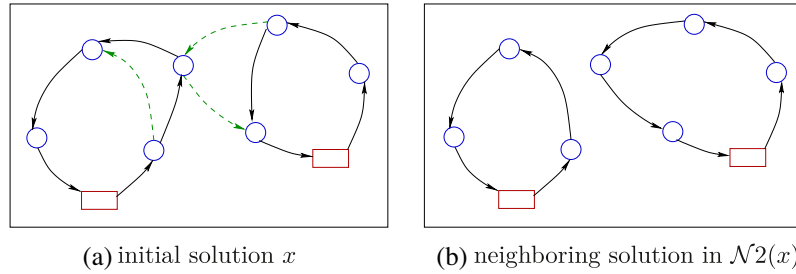 (a) initial solution x
(b) neighboring solution in 𝒩2(x)